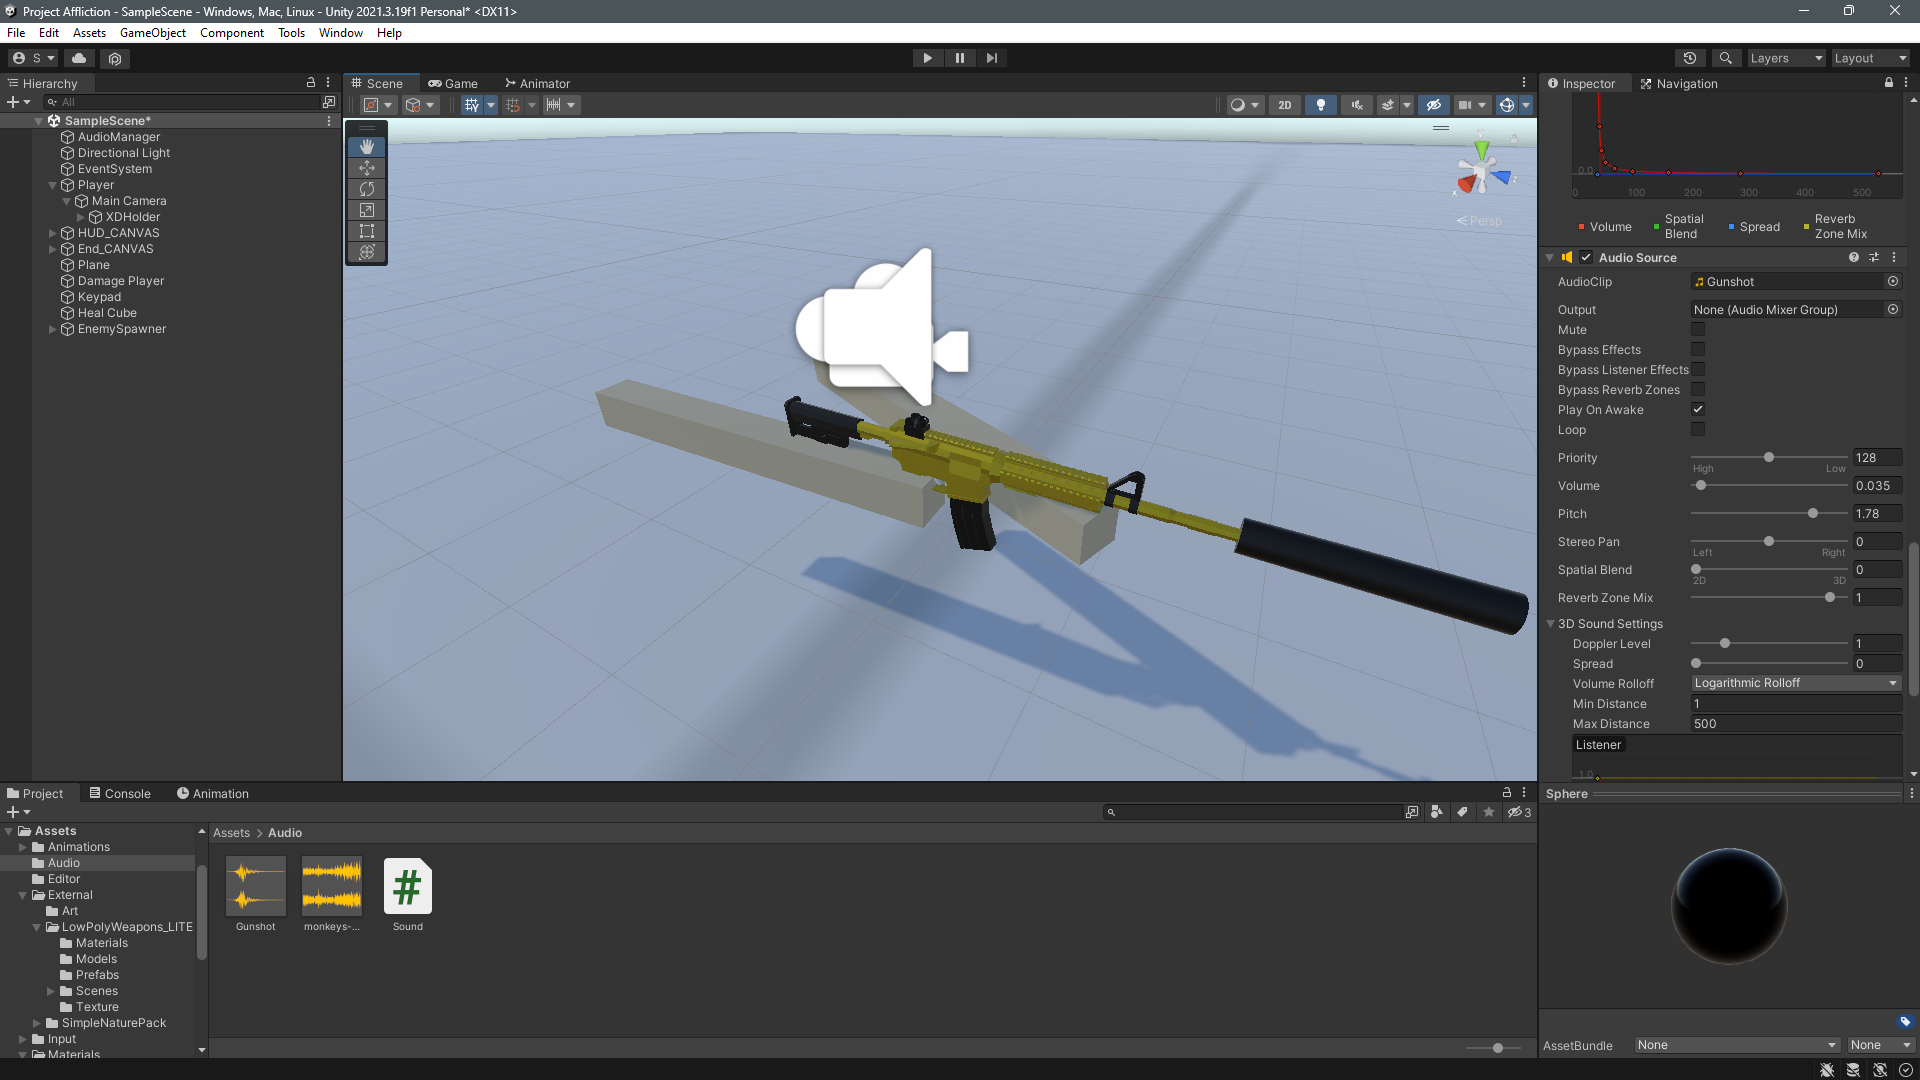 Project Affliction - SampleScene - Windows, Mac, Linux - Unity 2021.3.19f1 Personal* <DX11>
File Edit Assets GameObject Component Tools Window Help
S
Layers
Layout
Hierarchy
All
SampleScene*
AudioManager
Directional Light
EventSystem
Player
Main Camera
XDHolder
HUD_CANVAS
End_CANVAS
Plane
Damage Player
Keypad
Heal Cube
EnemySpawner
Scene Game Animator
2D
y
x
z
Persp
Inspector Navigation
0.0
0 100 200 300 400 500
Volume
Spatial Blend
Spread
Reverb Zone Mix
Audio Source
AudioClip Gunshot
Output None (Audio Mixer Group)
Mute
Bypass Effects
Bypass Listener Effects
Bypass Reverb Zones
Play On Awake
Loop
Priority 128
High Low
Volume 0.035
Pitch 1.78
Stereo Pan 0
Left Right
Spatial Blend 0
2D 3D
Reverb Zone Mix 1
3D Sound Settings
Doppler Level 1
Spread 0
Volume Rolloff Logarithmic Rolloff
Min Distance 1
Max Distance 500
Listener
1.0
Project Console Animation
3
Assets
Animations
Audio
Editor
External
Art
LowPolyWeapons_LITE
Materials
Models
Prefabs
Scenes
Texture
SimpleNaturePack
Input
Materials
Assets > Audio
Gunshot
monkeys-...
#
Sound
Sphere
AssetBundle None None